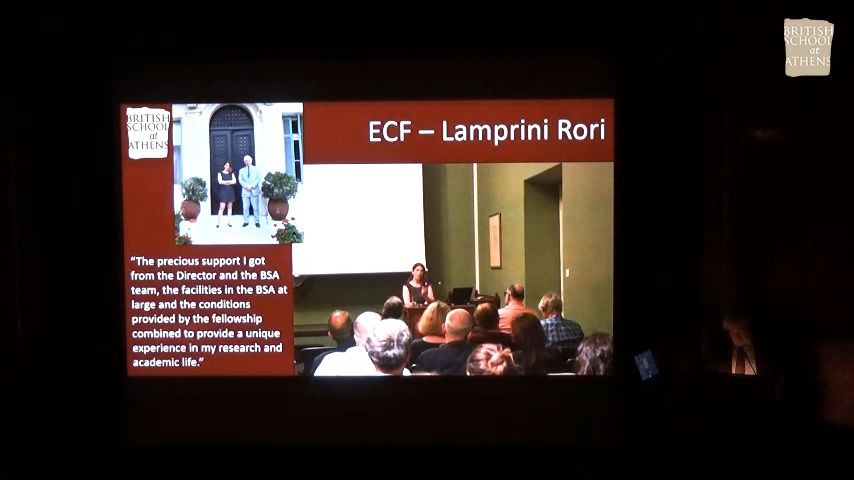 BRITISH
SCHOOL
at
ATHENS
BRITISH
SCHOOL
at
ATHENS
ECF – Lamprini Rori
“The precious support I got
from the Director and the BSA
team, the facilities in the BSA at
large and the conditions
provided by the fellowship
combined to provide a unique
experience in my research and
academic life.”